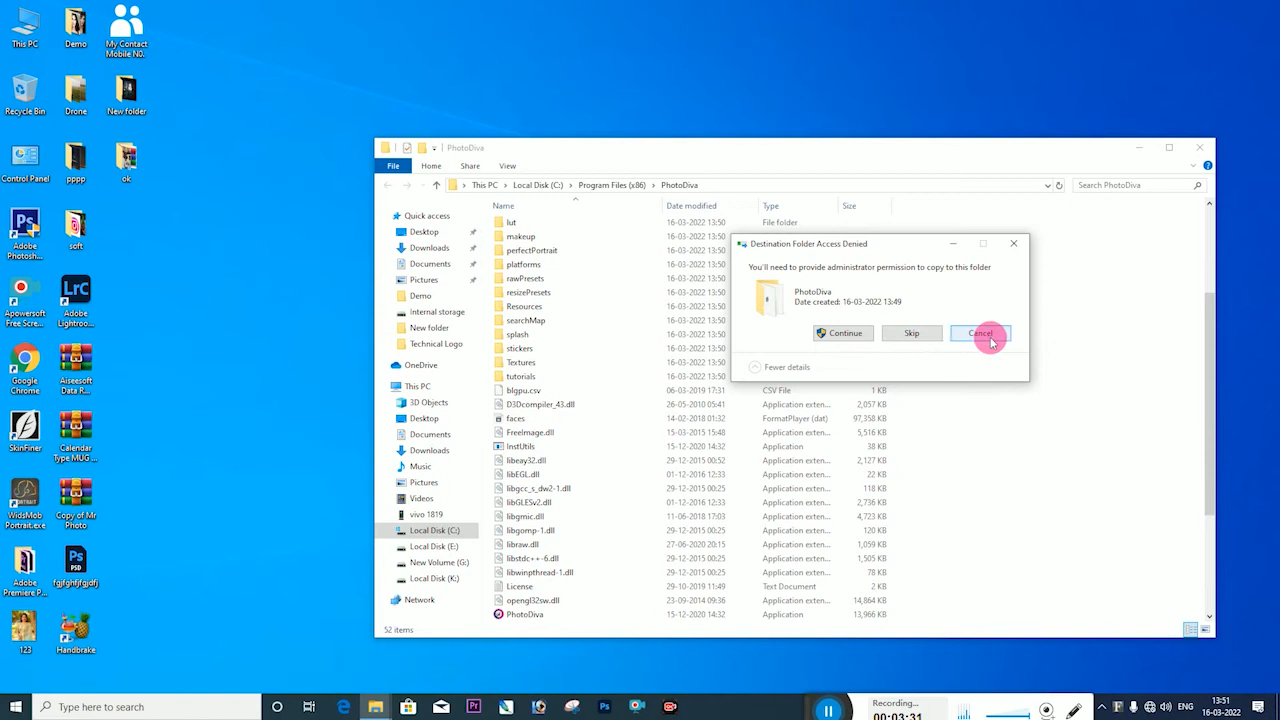 This PC
Demo
My Contact
Mobile N0.
Recycle Bin
Drone
New folder
Control Panel
pppp
ok
Adobe
Photosh...
soft
Apowersoft
Free Scre...
Adobe
Lightroo...
Google
Chrome
Aiseesoft
Data R...
SkinFiner
Calendar
Type MUG ...
VidsMob
Portrait.exe
Copy of Mr
Photo
Adobe
Premiere P...
fgjfghfjfgjdfj
123
Handbrake
PhotoDiva
File
Home
Share
View
This PC
Local Disk (C:)
Program Files (x86)
PhotoDiva
Search PhotoDiva
Quick access
Desktop
Downloads
Documents
Pictures
Demo
Internal storage
New folder
Technical Logo
OneDrive
This PC
3D Objects
Desktop
Documents
Downloads
Music
Pictures
Videos
vivo 1819
Local Disk (C:)
Local Disk (E:)
New Volume (G:)
Local Disk (K:)
Network
Name Date modified Type Size
lut 16-03-2022 13:50 File folder
makeup 16-03-2022 13:50
perfectPortrait 16-03-2022 13:50
platforms 16-03-2022 13:50
rawPresets 16-03-2022 13:50
resizePresets 16-03-2022 13:50
Resources 16-03-2022 13:50
searchMap 16-03-2022 13:50
splash 16-03-2022 13:50
stickers 16-03-2022 13:50
Textures 16-03-2022 13:50
tutorials 16-03-2022 13:50
blgpu.csv 06-03-2019 17:31 CSV File 1 KB
D3Dcompiler_43.dll 26-05-2010 05:41 Application exten... 2,057 KB
faces 14-02-2018 01:32 FormatPlayer (dat) 97,358 KB
FreeImage.dll 15-03-2015 15:48 Application exten... 5,516 KB
InstUtils 15-12-2020 14:32 Application 38 KB
libeay32.dll 29-12-2015 00:52 Application exten... 2,127 KB
libEGL.dll 01-12-2016 12:33 Application exten... 22 KB
libgcc_s_dw2-1.dll 29-12-2015 00:25 Application exten... 118 KB
libGLESv2.dll 01-12-2016 12:33 Application exten... 2,736 KB
libgmic.dll 11-06-2018 17:03 Application exten... 4,723 KB
libgomp-1.dll 29-12-2015 00:25 Application exten... 120 KB
libraw.dll 27-06-2020 20:15 Application exten... 1,059 KB
libstdc++-6.dll 29-12-2015 00:25 Application exten... 1,505 KB
libwinpthread-1.dll 29-12-2015 00:25 Application exten... 78 KB
License 29-10-2019 11:49 Text Document 2 KB
opengl32sw.dll 23-09-2014 09:36 Application exten... 14,864 KB
PhotoDiva 15-12-2020 14:32 Application 13,966 KB
52 items
Destination Folder Access Denied
You'll need to provide administrator permission to copy to this folder
PhotoDiva
Date created: 16-03-2022 13:49
Continue
Skip
Cancel
Fewer details
Type here to search
Recording...
00:03:31
13:51
16-03-2022